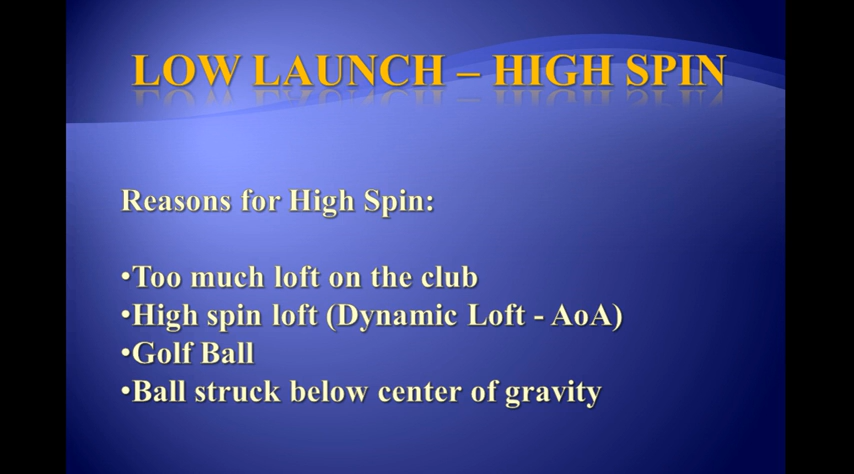 LOW LAUNCH – HIGH SPIN
Reasons for High Spin:
•Too much loft on the club
•High spin loft (Dynamic Loft - AoA)
•Golf Ball
•Ball struck below center of gravity